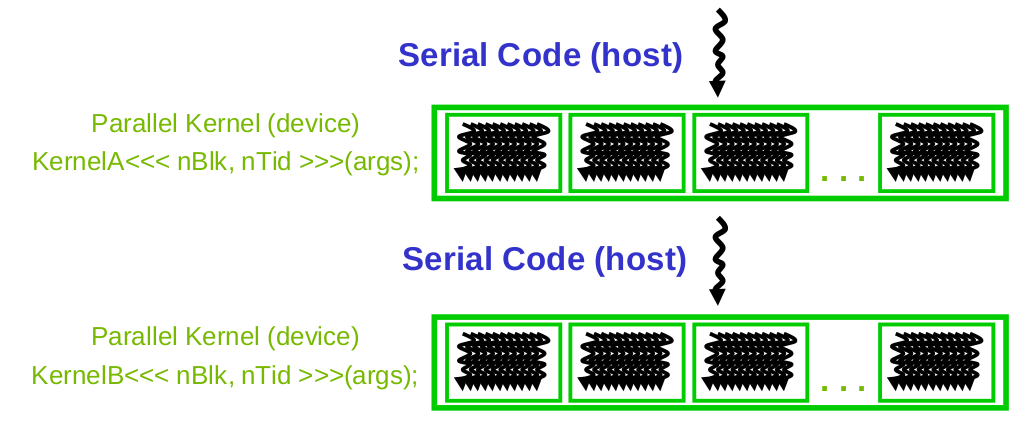 Serial Code (host)
Parallel Kernel (device)
KernelA<<< nBlk, nTid >>>(args);
. . .
Serial Code (host)
Parallel Kernel (device)
KernelB<<< nBlk, nTid >>>(args);
. . .